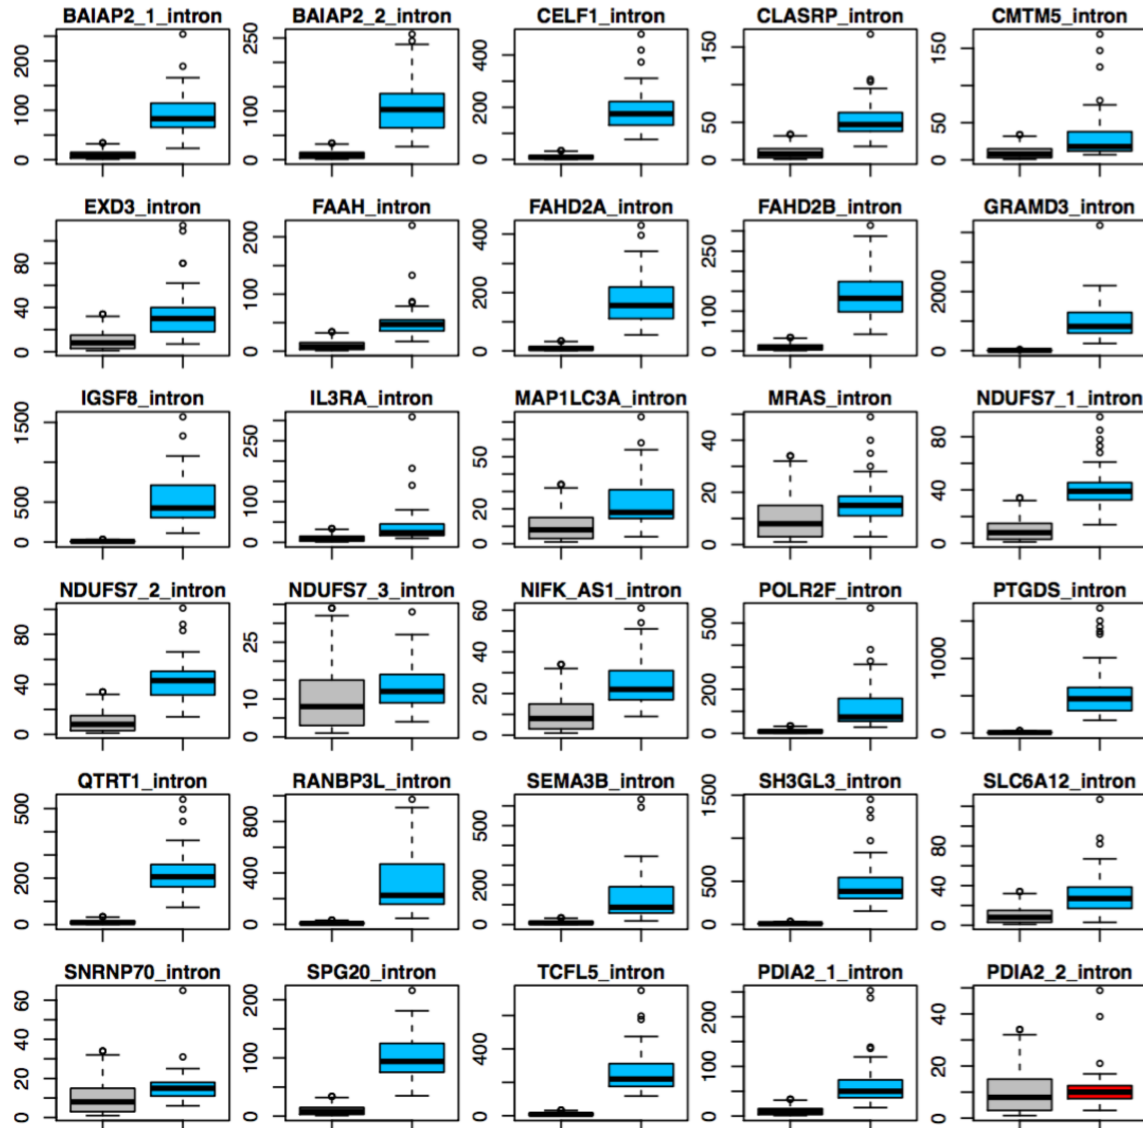 BAIAP2_1_intron BAIAP2_2_intron CELF1_intron CLASRP_intron CMTM5_intron
200 100 0 250 150 100 50 0 400 200 0 150 100 50 0 150 100 50 0
EXD3_intron FAAH_intron FAHD2A_intron FAHD2B_intron GRAMD3_intron
80 40 0 200 100 0 400 200 0 250 100 0 2000 0
IGSF8_intron IL3RA_intron MAP1LC3A_intron MRAS_intron NDUFS7_1_intron
1500 500 0 250 100 0 50 20 0 40 20 0 80 40 0
NDUFS7_2_intron NDUFS7_3_intron NIFK_AS1_intron POLR2F_intron PTGDS_intron
80 40 0 25 10 0 60 40 20 0 500 200 0 1000 0
QTRT1_intron RANBP3L_intron SEMA3B_intron SH3GL3_intron SLC6A12_intron
500 200 0 800 400 0 500 200 0 1500 500 0 80 40 0
SNRNP70_intron SPG20_intron TCFL5_intron PDIA2_1_intron PDIA2_2_intron
60 40 20 0 200 100 0 400 0 200 100 0 40 20 0